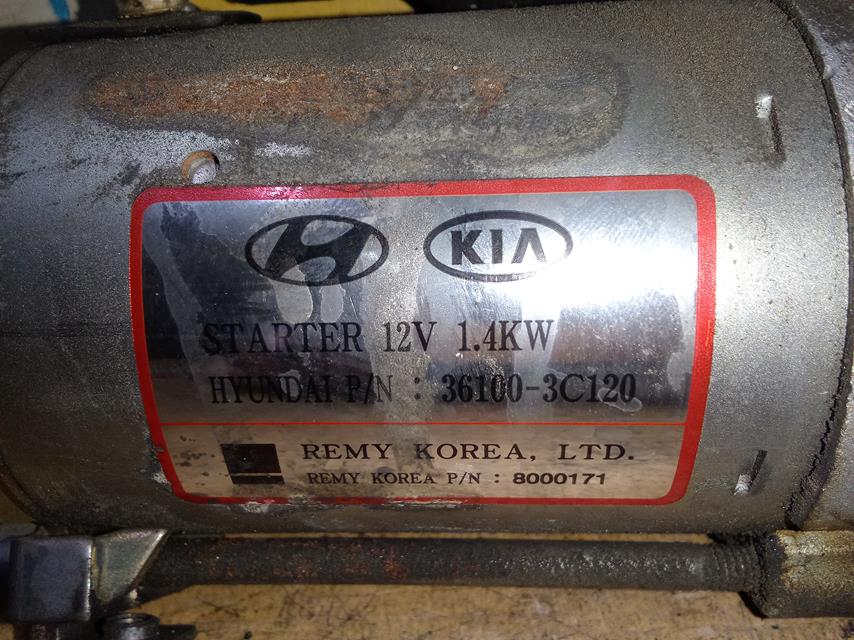 KIA
STARTER 12V 1.4KW
HYUNDAI P/N : 36100-3C120
REMY KOREA, LTD.
REMY KOREA P/N : 8000171